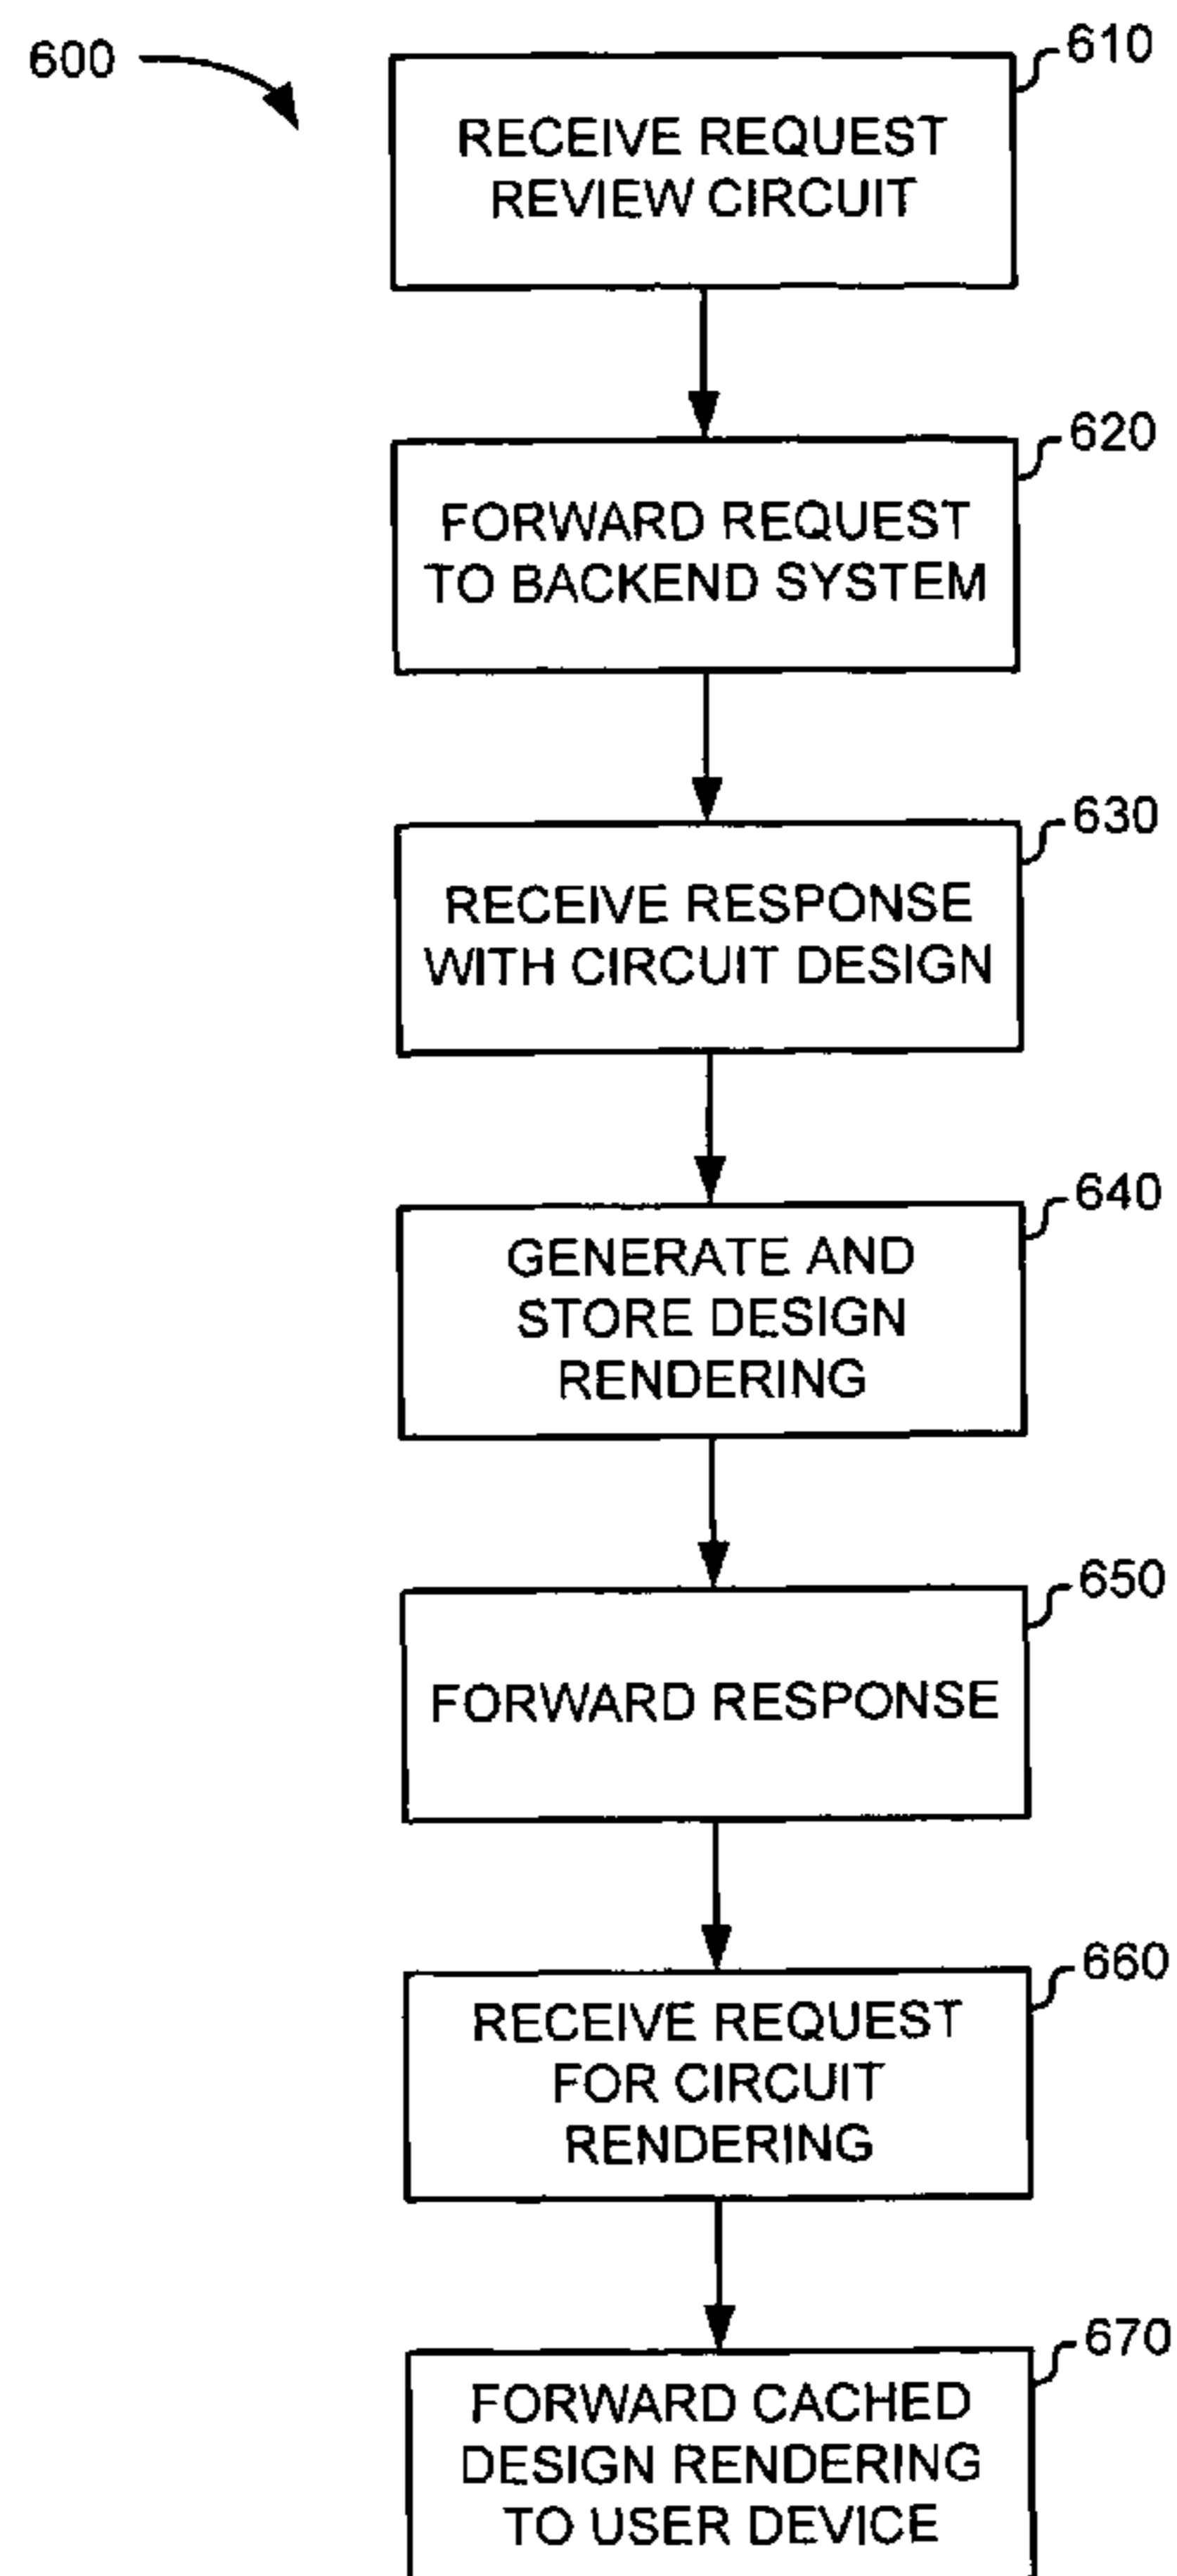 600
610
RECEIVE REQUEST
REVIEW CIRCUIT
620
FORWARD REQUEST
TO BACKEND SYSTEM
630
RECEIVE RESPONSE
WITH CIRCUIT DESIGN
640
GENERATE AND
STORE DESIGN
RENDERING
650
FORWARD RESPONSE
660
RECEIVE REQUEST
FOR CIRCUIT
RENDERING
670
FORWARD CACHED
DESIGN RENDERING
TO USER DEVICE